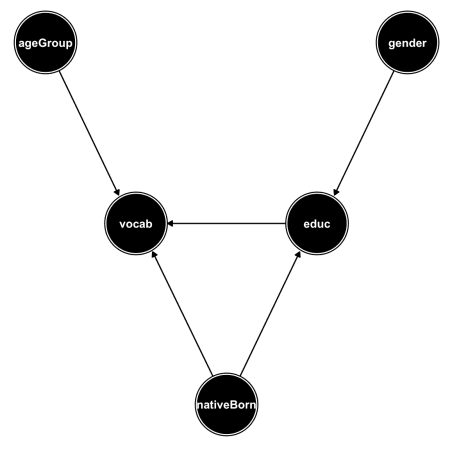 ageGroup
gender
vocab
educ
nativeBorn